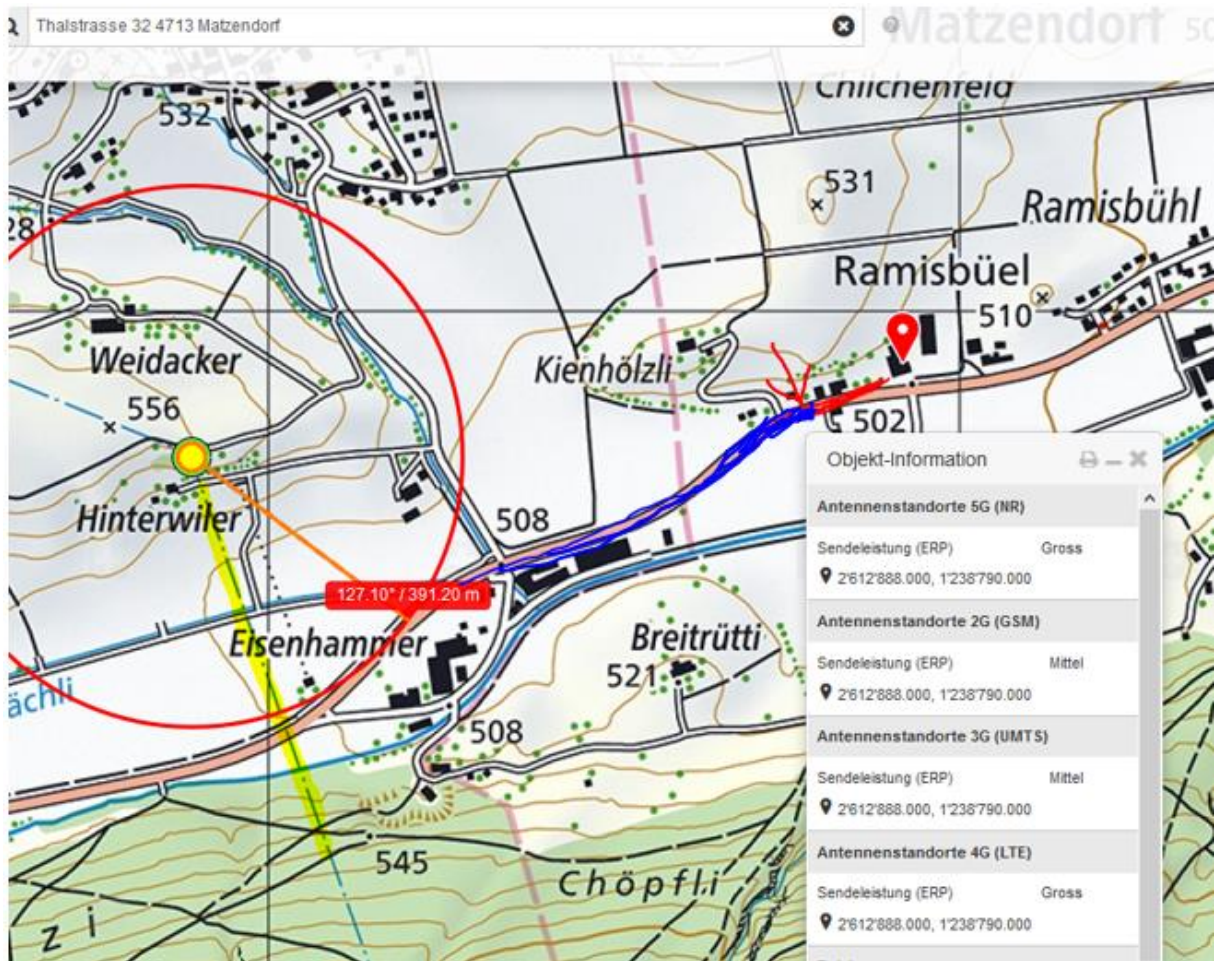 Thalstrasse 32 4713 Matzendorf
Matzendorf
Chilchenfeld
532
531
Ramisbühl
28
Ramisbüel
510
Weidacker
Kienhölzli
556
502
Hinterwiler
508
127.10° / 391.20 m
Eisenhammer
Breitrütti
521
ächli
508
545
Chöpfli
z i
Objekt-Information
Antennenstandorte 5G (NR)
Sendeleistung (ERP) Gross
2'612'888.000, 1'238'790.000
Antennenstandorte 2G (GSM)
Sendeleistung (ERP) Mittel
2'612'888.000, 1'238'790.000
Antennenstandorte 3G (UMTS)
Sendeleistung (ERP) Mittel
2'612'888.000, 1'238'790.000
Antennenstandorte 4G (LTE)
Sendeleistung (ERP) Gross
2'612'888.000, 1'238'790.000